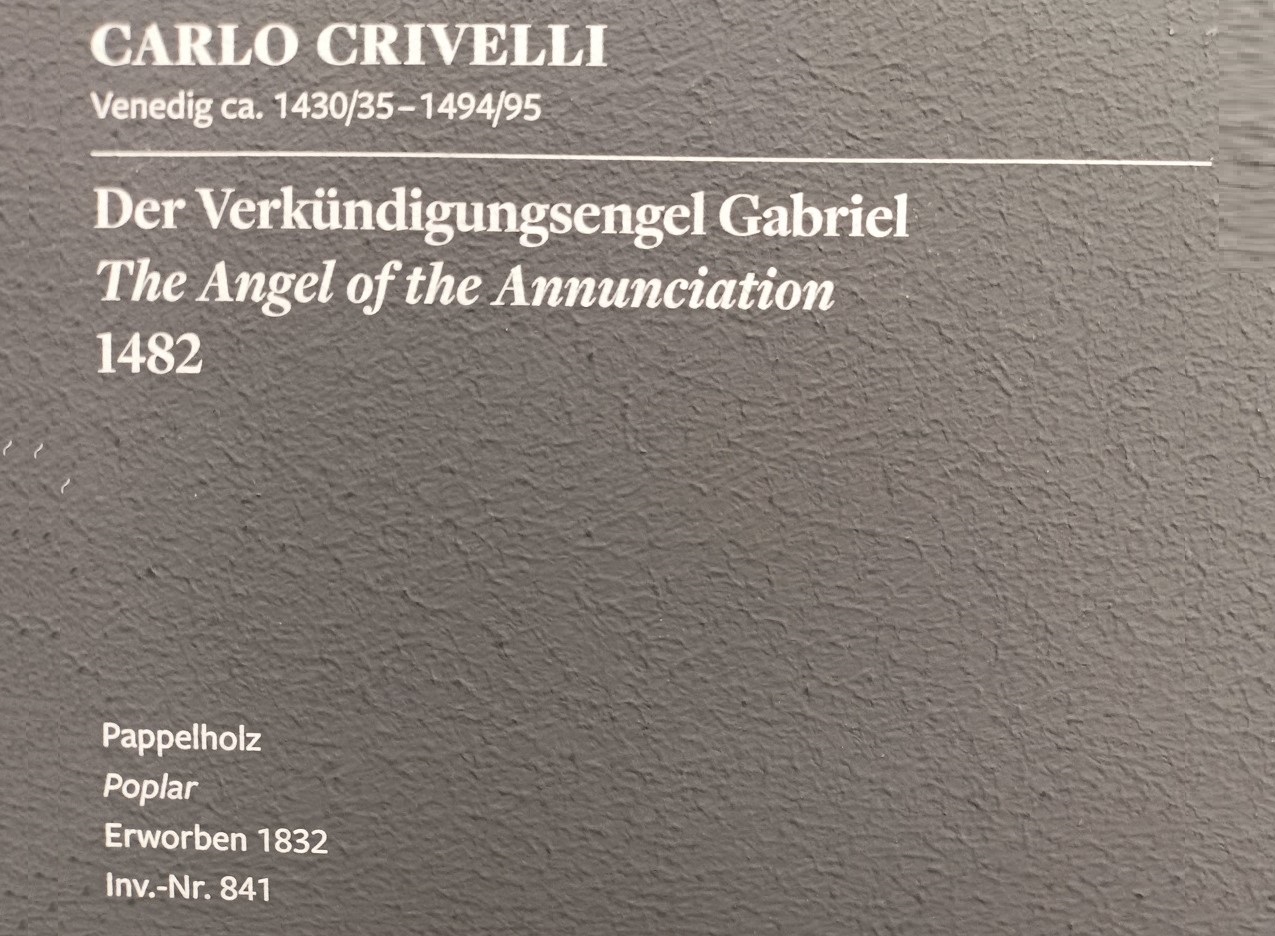 CARLO CRIVELLI
Venedig ca. 1430/35–1494/95
Der Verkündigungsengel Gabriel
The Angel of the Annunciation
1482
Pappelholz
Poplar
Erworben 1832
Inv.-Nr. 841